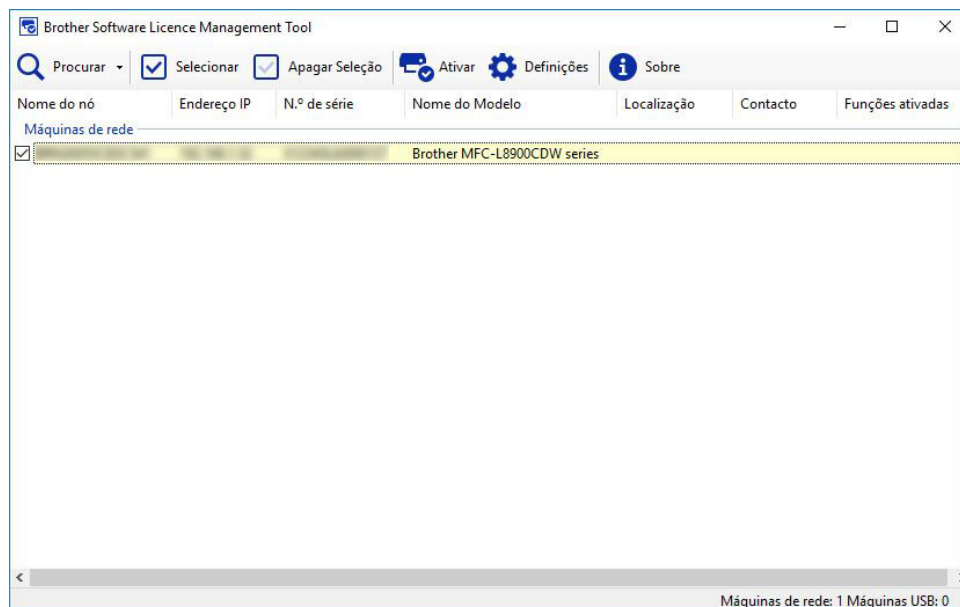 Brother Software Licence Management Tool
Procurar Selecionar Apagar Seleção Ativar Definições Sobre
Nome do nó Endereço IP N.º de série Nome do Modelo Localização Contacto Funções ativadas
Máquinas de rede
Brother MFC-L8900CDW series
Máquinas de rede: 1 Máquinas USB: 0